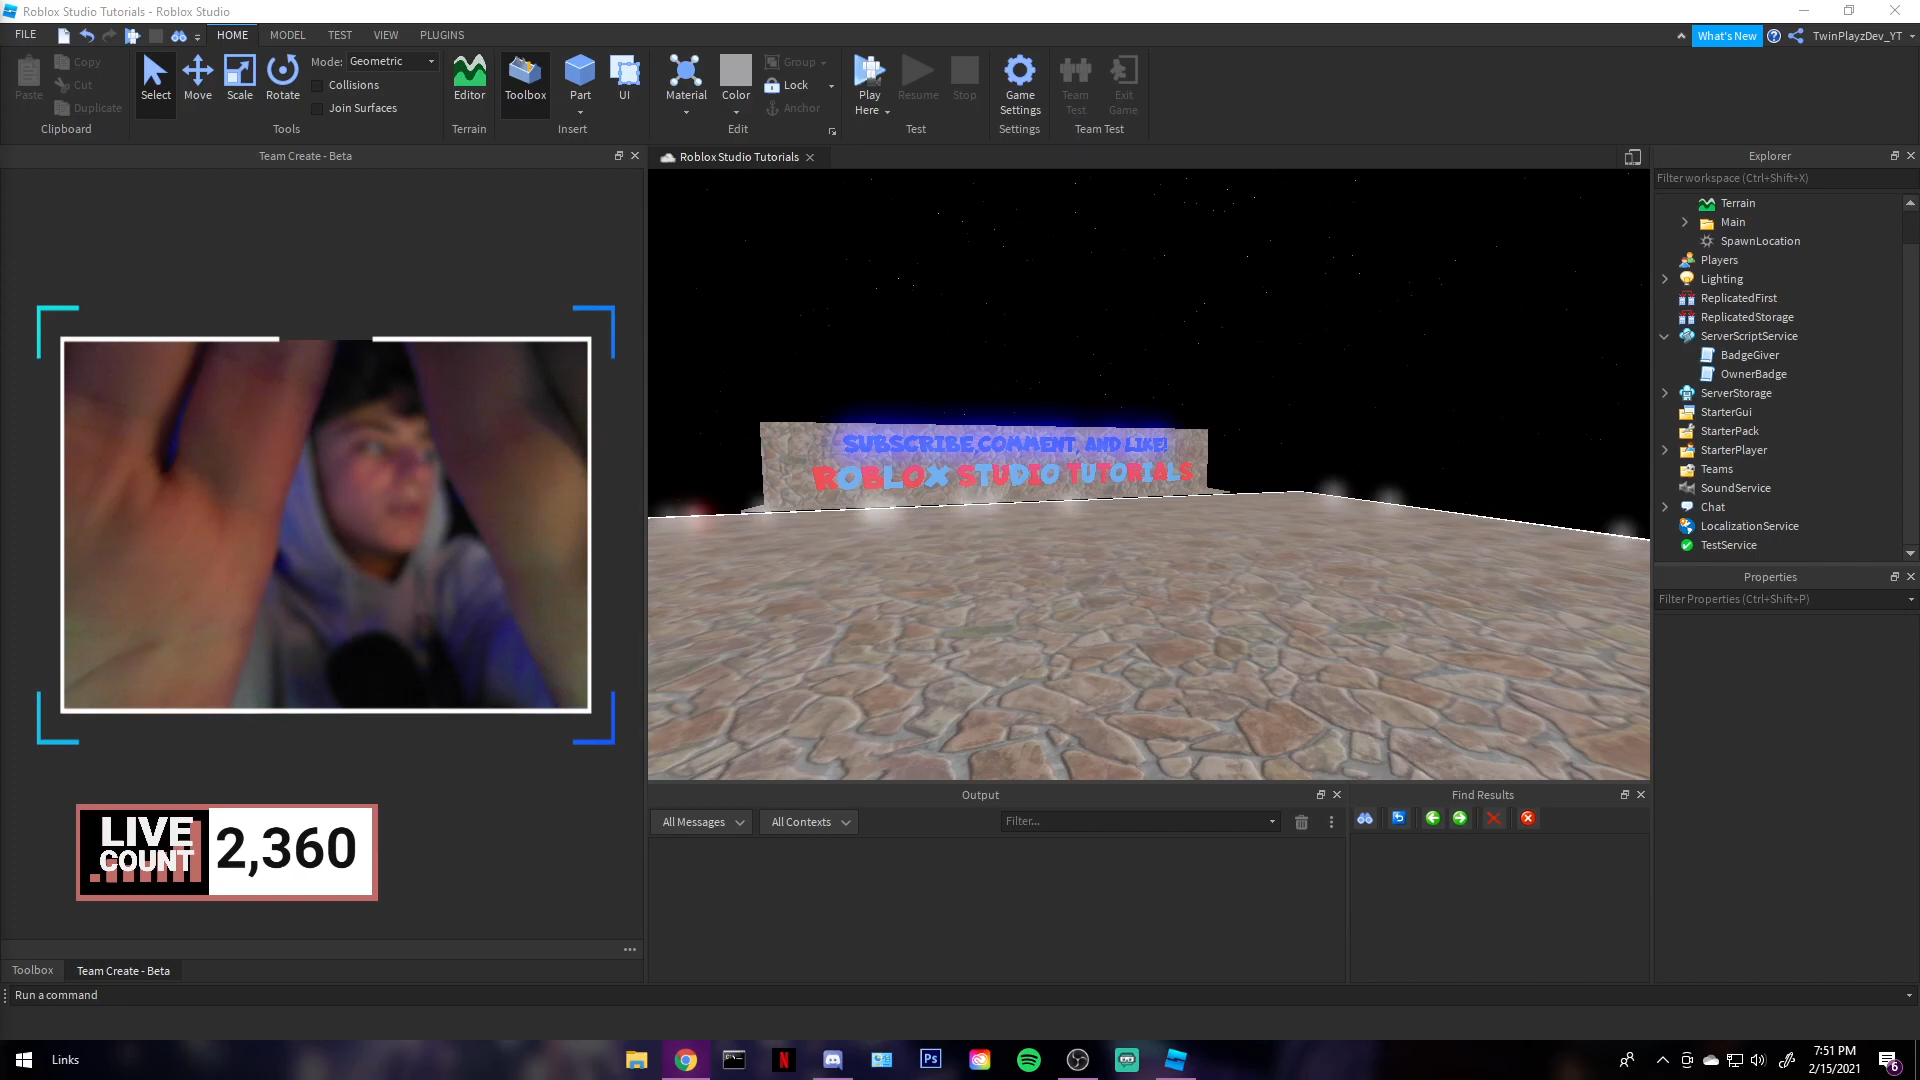 Roblox Studio Tutorials - Roblox Studio
FILE HOME MODEL TEST VIEW PLUGINS What's New TwinPlayzDev_YT
Paste Copy Cut Duplicate Clipboard
Select Move Scale Rotate Mode: Geometric Collisions Join Surfaces Tools
Editor Terrain
Toolbox Part UI Insert
Material Color Group Lock Anchor Edit
Play Here Resume Stop Test
Game Settings Settings
Team Test Exit Game Team Test
Team Create - Beta
Roblox Studio Tutorials
SUBSCRIBE,COMMENT, AND LIKE!
ROBLOX STUDIO TUTORIALS
LIVE COUNT 2,360
Explorer
Filter workspace (Ctrl+Shift+X)
Terrain
Main
SpawnLocation
Players
Lighting
ReplicatedFirst
ReplicatedStorage
ServerScriptService
BadgeGiver
OwnerBadge
ServerStorage
StarterGui
StarterPack
StarterPlayer
Teams
SoundService
Chat
LocalizationService
TestService
Properties
Filter Properties (Ctrl+Shift+P)
Output
All Messages All Contexts Filter...
Find Results
Toolbox Team Create - Beta
Run a command
Links
N
Ps
7:51 PM
2/15/2021
6